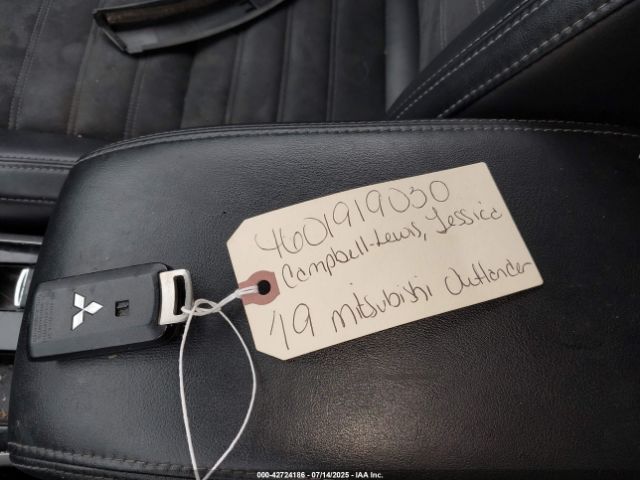 4601919030
Campbell-Lewis, Jessica
'19 Mitsubishi Outlander
000-42724186 - 07/14/2025 - IAA Inc.